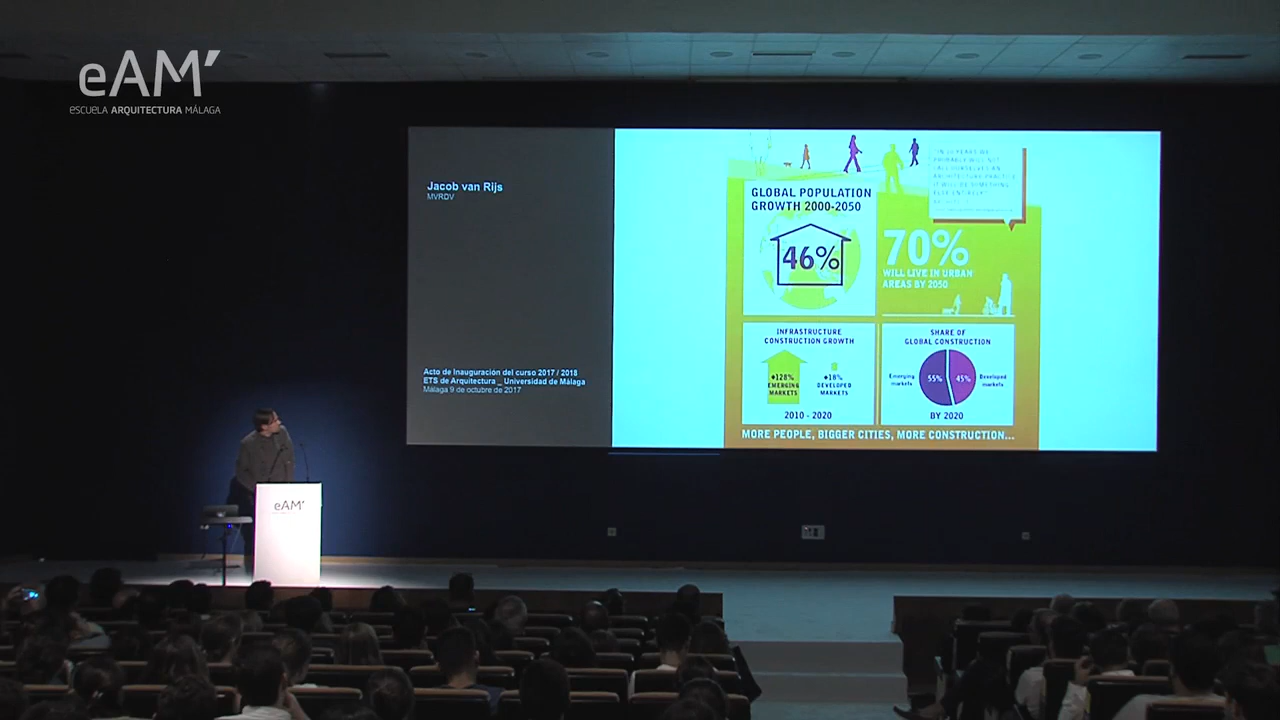 eAM'
ESCUELA ARQUITECTURA MÁLAGA
Jacob van Rijs
MVRDV
Acto de Inauguración del curso 2017 / 2018
ETS de Arquitectura _ Universidad de Málaga
Málaga 9 de octubre de 2017
PROBABLY WILL NOT
GLOBAL POPULATION
GROWTH 2000-2050
46%
70%
WILL LIVE IN URBAN
AREAS BY 2050
INFRASTRUCTURE
CONSTRUCTION GROWTH
+128%
EMERGING
MARKETS
+18%
DEVELOPED
MARKETS
2010 - 2020
SHARE OF
GLOBAL CONSTRUCTION
Emerging
markets
55%
45%
Developed
markets
BY 2020
MORE PEOPLE, BIGGER CITIES, MORE CONSTRUCTION...
eAM'